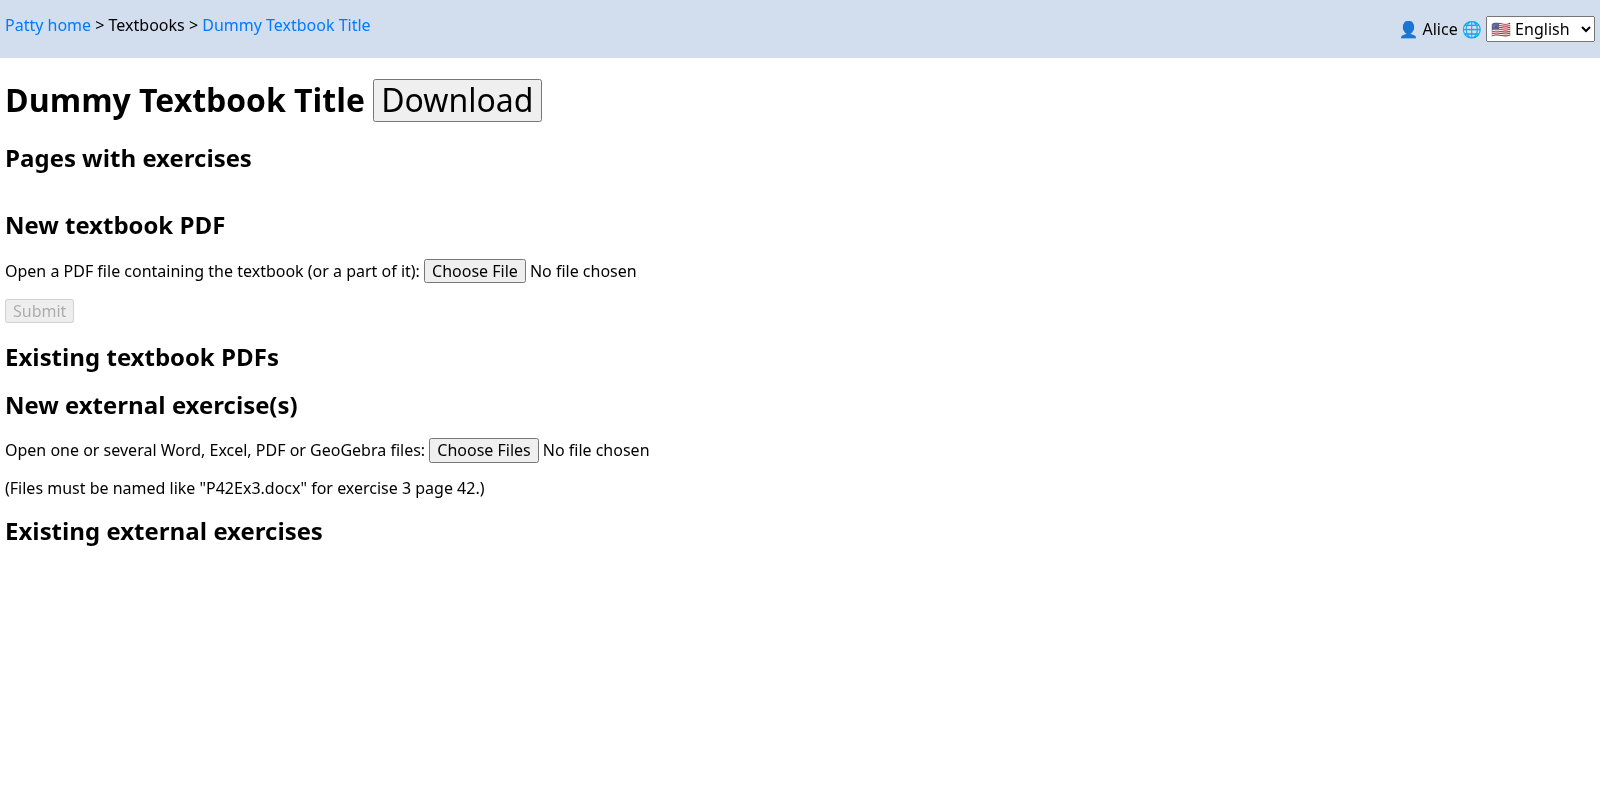 Patty home > Textbooks > Dummy Textbook Title
👤 Alice 🌐 🇺🇸 English
Dummy Textbook Title Download
Pages with exercises
New textbook PDF
Open a PDF file containing the textbook (or a part of it): Choose File No file chosen
Submit
Existing textbook PDFs
New external exercise(s)
Open one or several Word, Excel, PDF or GeoGebra files: Choose Files No file chosen
(Files must be named like "P42Ex3.docx" for exercise 3 page 42.)
Existing external exercises